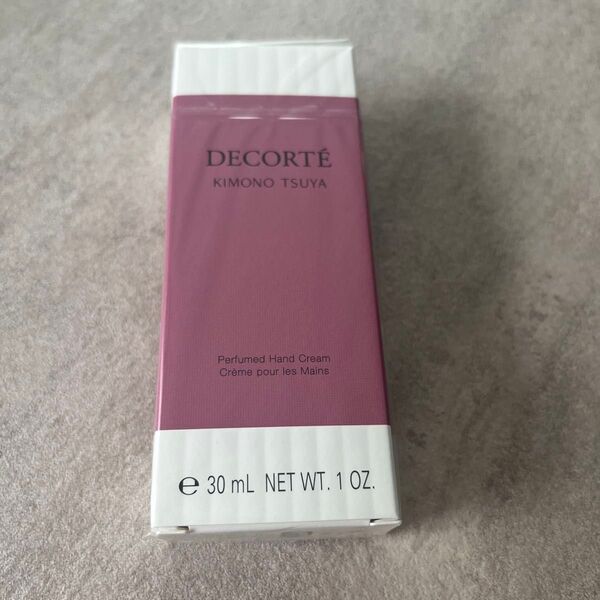 DECORTÉ
KIMONO TSUYA
Perfumed Hand Cream
Crème pour les Mains
℮ 30 mL NET WT. 1 OZ.